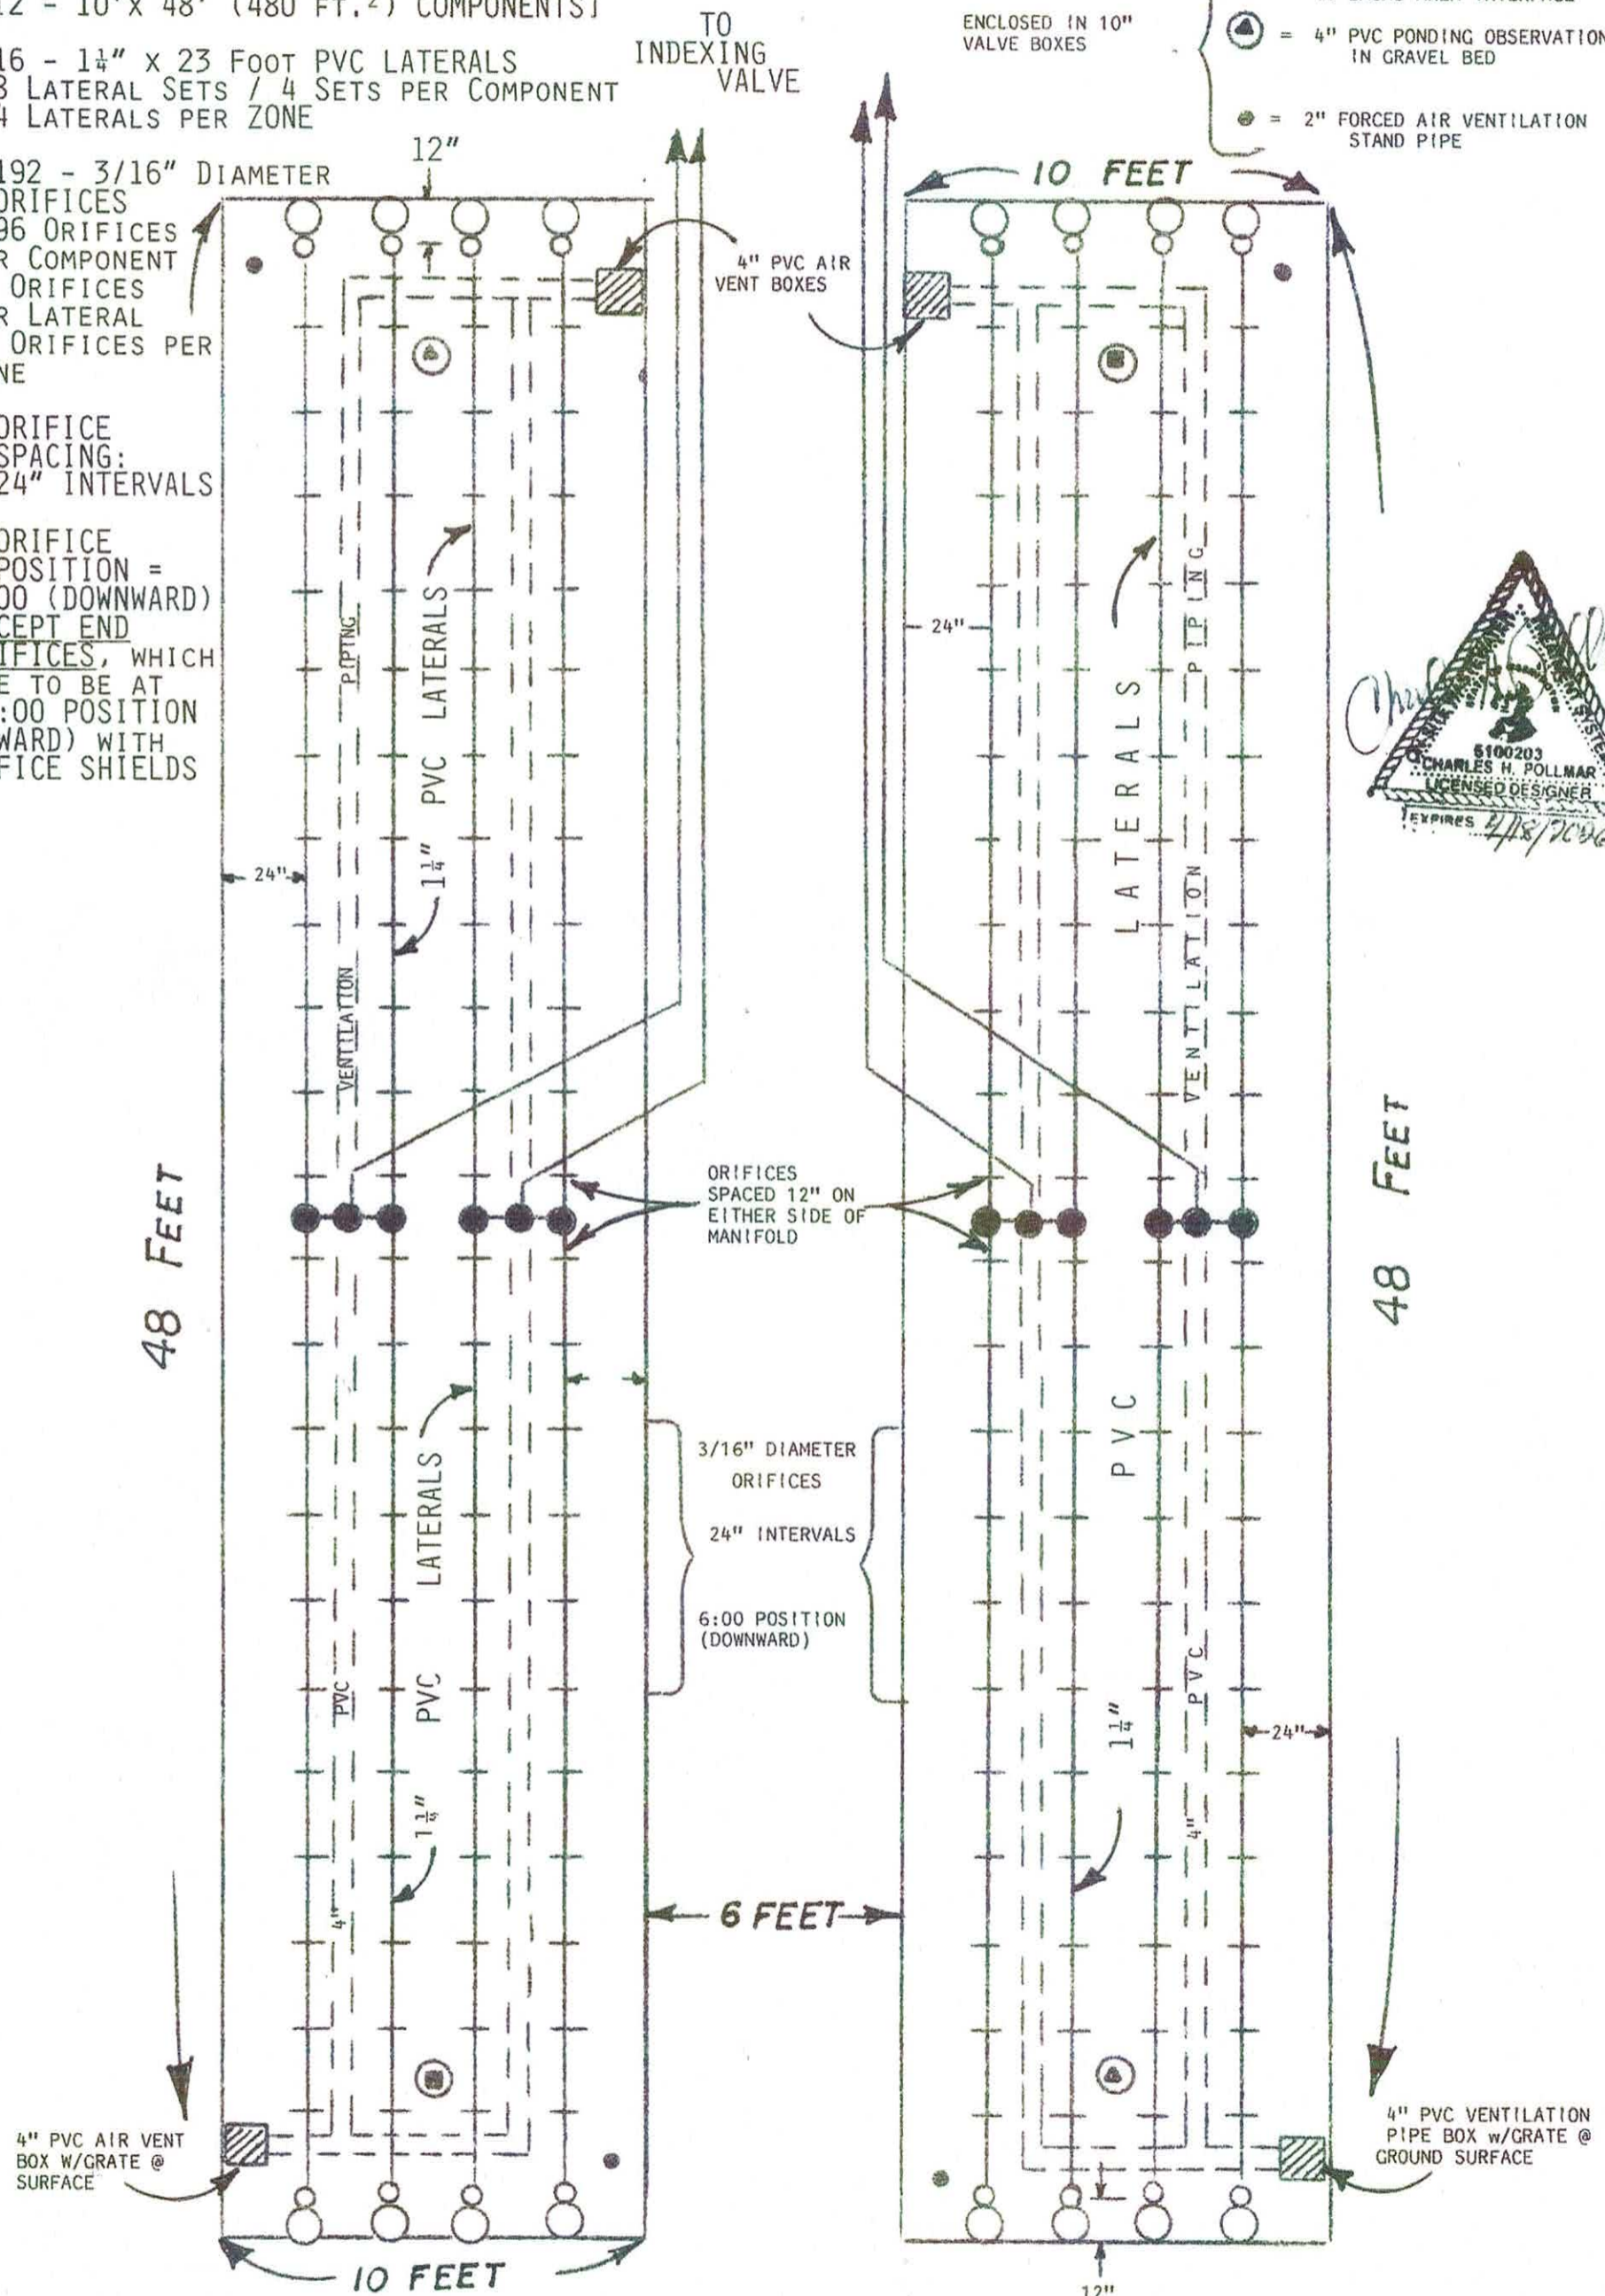 [2 - 10' X 48' (480 FT.²) COMPONENTS]
16 - 1¼" X 23 FOOT PVC LATERALS
8 LATERAL SETS / 4 SETS PER COMPONENT
4 LATERALS PER ZONE
192 - 3/16" DIAMETER
ORIFICES
96 ORIFICES
R COMPONENT
ORIFICES
R LATERAL
ORIFICES PER
NE
ORIFICE
SPACING:
24" INTERVALS
ORIFICE
POSITION =
00 (DOWNWARD)
CEPT END
IFICES, WHICH
E TO BE AT
:00 POSITION
WARD) WITH
FICE SHIELDS
TO
INDEXING
VALVE
ENCLOSED IN 10"
VALVE BOXES
= 4" PVC PONDING OBSERVATION
IN GRAVEL BED
= 2" FORCED AIR VENTILATION
STAND PIPE
12"
10 FEET
4" PVC AIR
VENT BOXES
PIPING
1¼" PVC LATERALS
VENTILATION
24"
24"
LATERALS
PIPING
VENTILATION
6100203
CHARLES H. POLLMAR
LICENSED DESIGNER
EXPIRES
48 FEET
ORIFICES
SPACED 12" ON
EITHER SIDE OF
MANIFOLD
48 FEET
3/16" DIAMETER
ORIFICES
24" INTERVALS
6:00 POSITION
(DOWNWARD)
1¼" PVC LATERALS
4" PVC
1¼" PVC
4" PVC
24"
6 FEET
4" PVC AIR VENT
BOX W/GRATE @
SURFACE
4" PVC VENTILATION
PIPE BOX w/GRATE @
GROUND SURFACE
10 FEET
12"